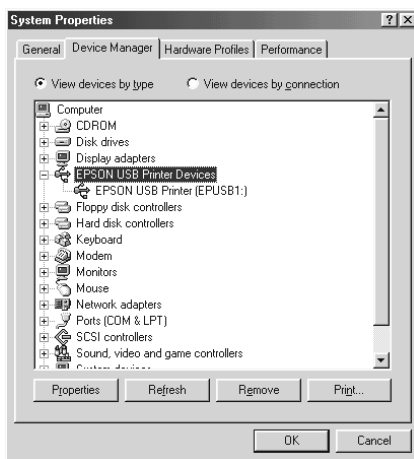 System Properties
General Device Manager Hardware Profiles Performance
View devices by type View devices by connection
Computer
CDROM
Disk drives
Display adapters
EPSON USB Printer Devices
EPSON USB Printer (EPUSB1:)
Floppy disk controllers
Hard disk controllers
Keyboard
Modem
Monitors
Mouse
Network adapters
Ports (COM & LPT)
SCSI controllers
Sound, video and game controllers
Properties Refresh Remove Print...
OK Cancel